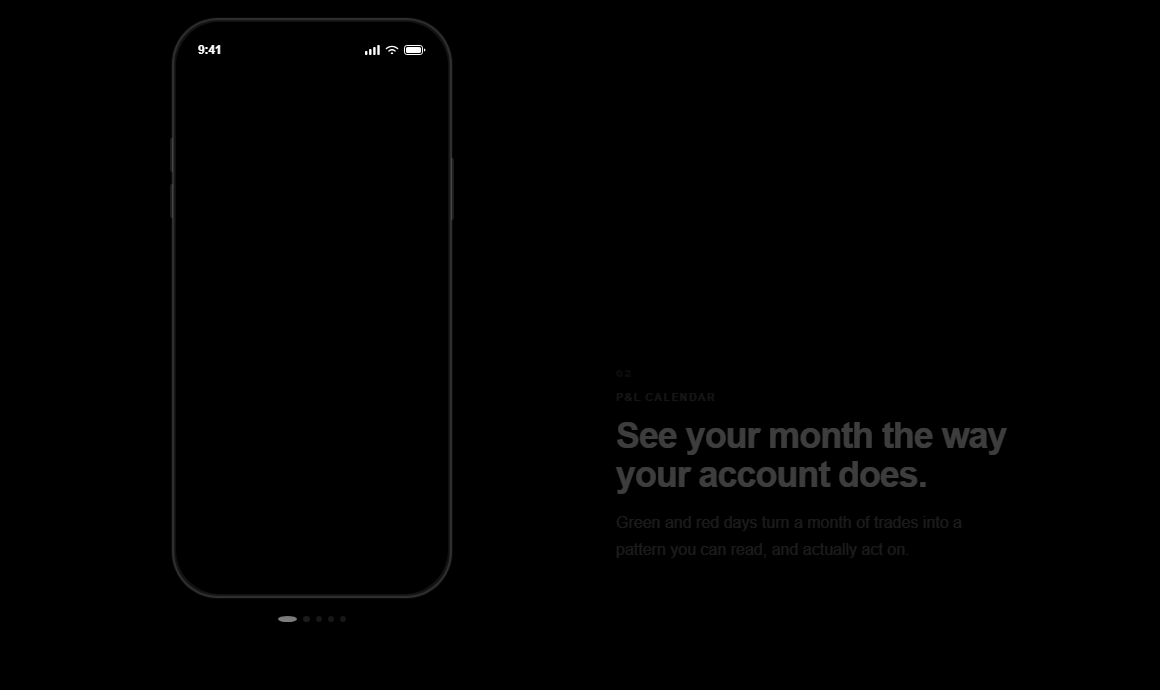 9:41
02
P&L CALENDAR
See your month the way
your account does.
Green and red days turn a month of trades into a
pattern you can read, and actually act on.